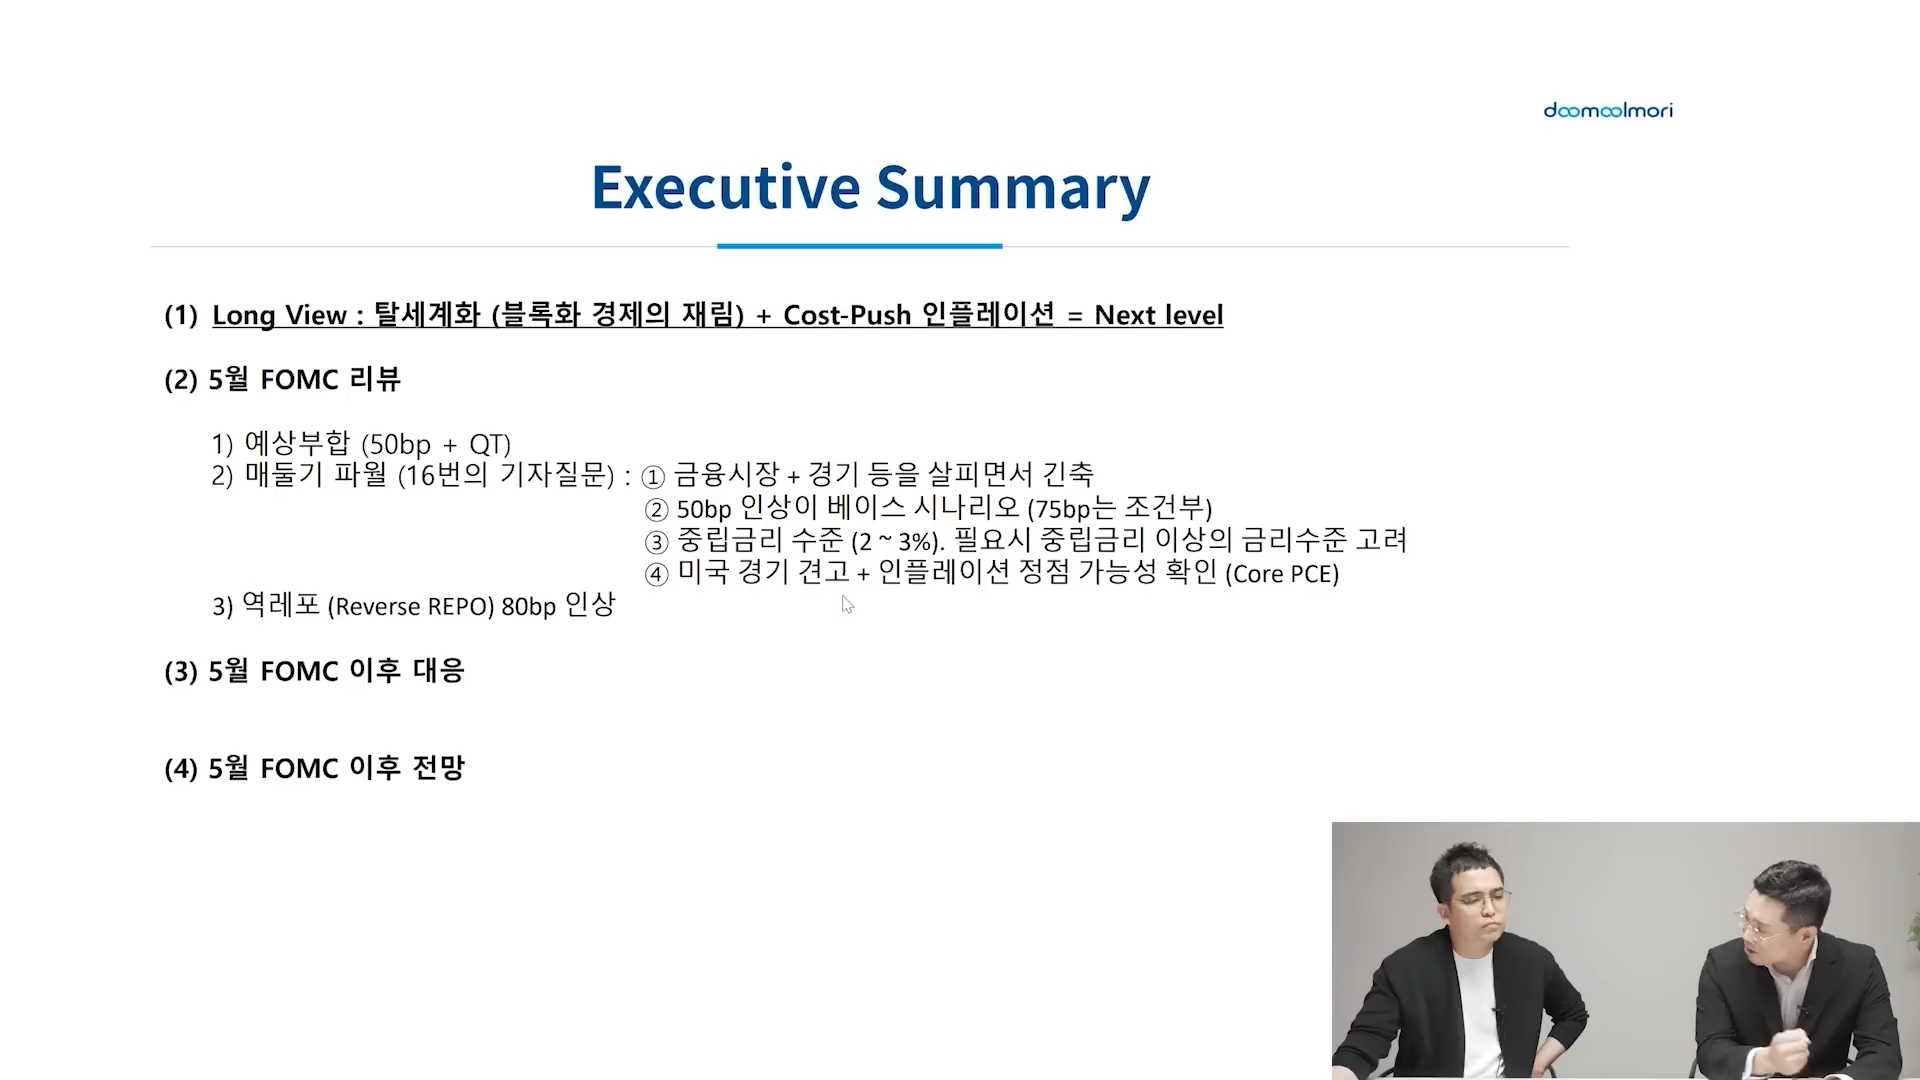 doomoolmori
Executive Summary
(1) Long View : 탈세계화 (블록화 경제의 재림) + Cost-Push 인플레이션 = Next level
(2) 5월 FOMC 리뷰
1) 예상부합 (50bp + QT)
2) 매둘기 파월 (16번의 기자질문) : ① 금융시장 + 경기 등을 살피면서 긴축
② 50bp 인상이 베이스 시나리오 (75bp는 조건부)
③ 중립금리 수준 (2 ~ 3%). 필요시 중립금리 이상의 금리수준 고려
④ 미국 경기 견고 + 인플레이션 정점 가능성 확인 (Core PCE)
3) 역레포 (Reverse REPO) 80bp 인상
(3) 5월 FOMC 이후 대응
(4) 5월 FOMC 이후 전망